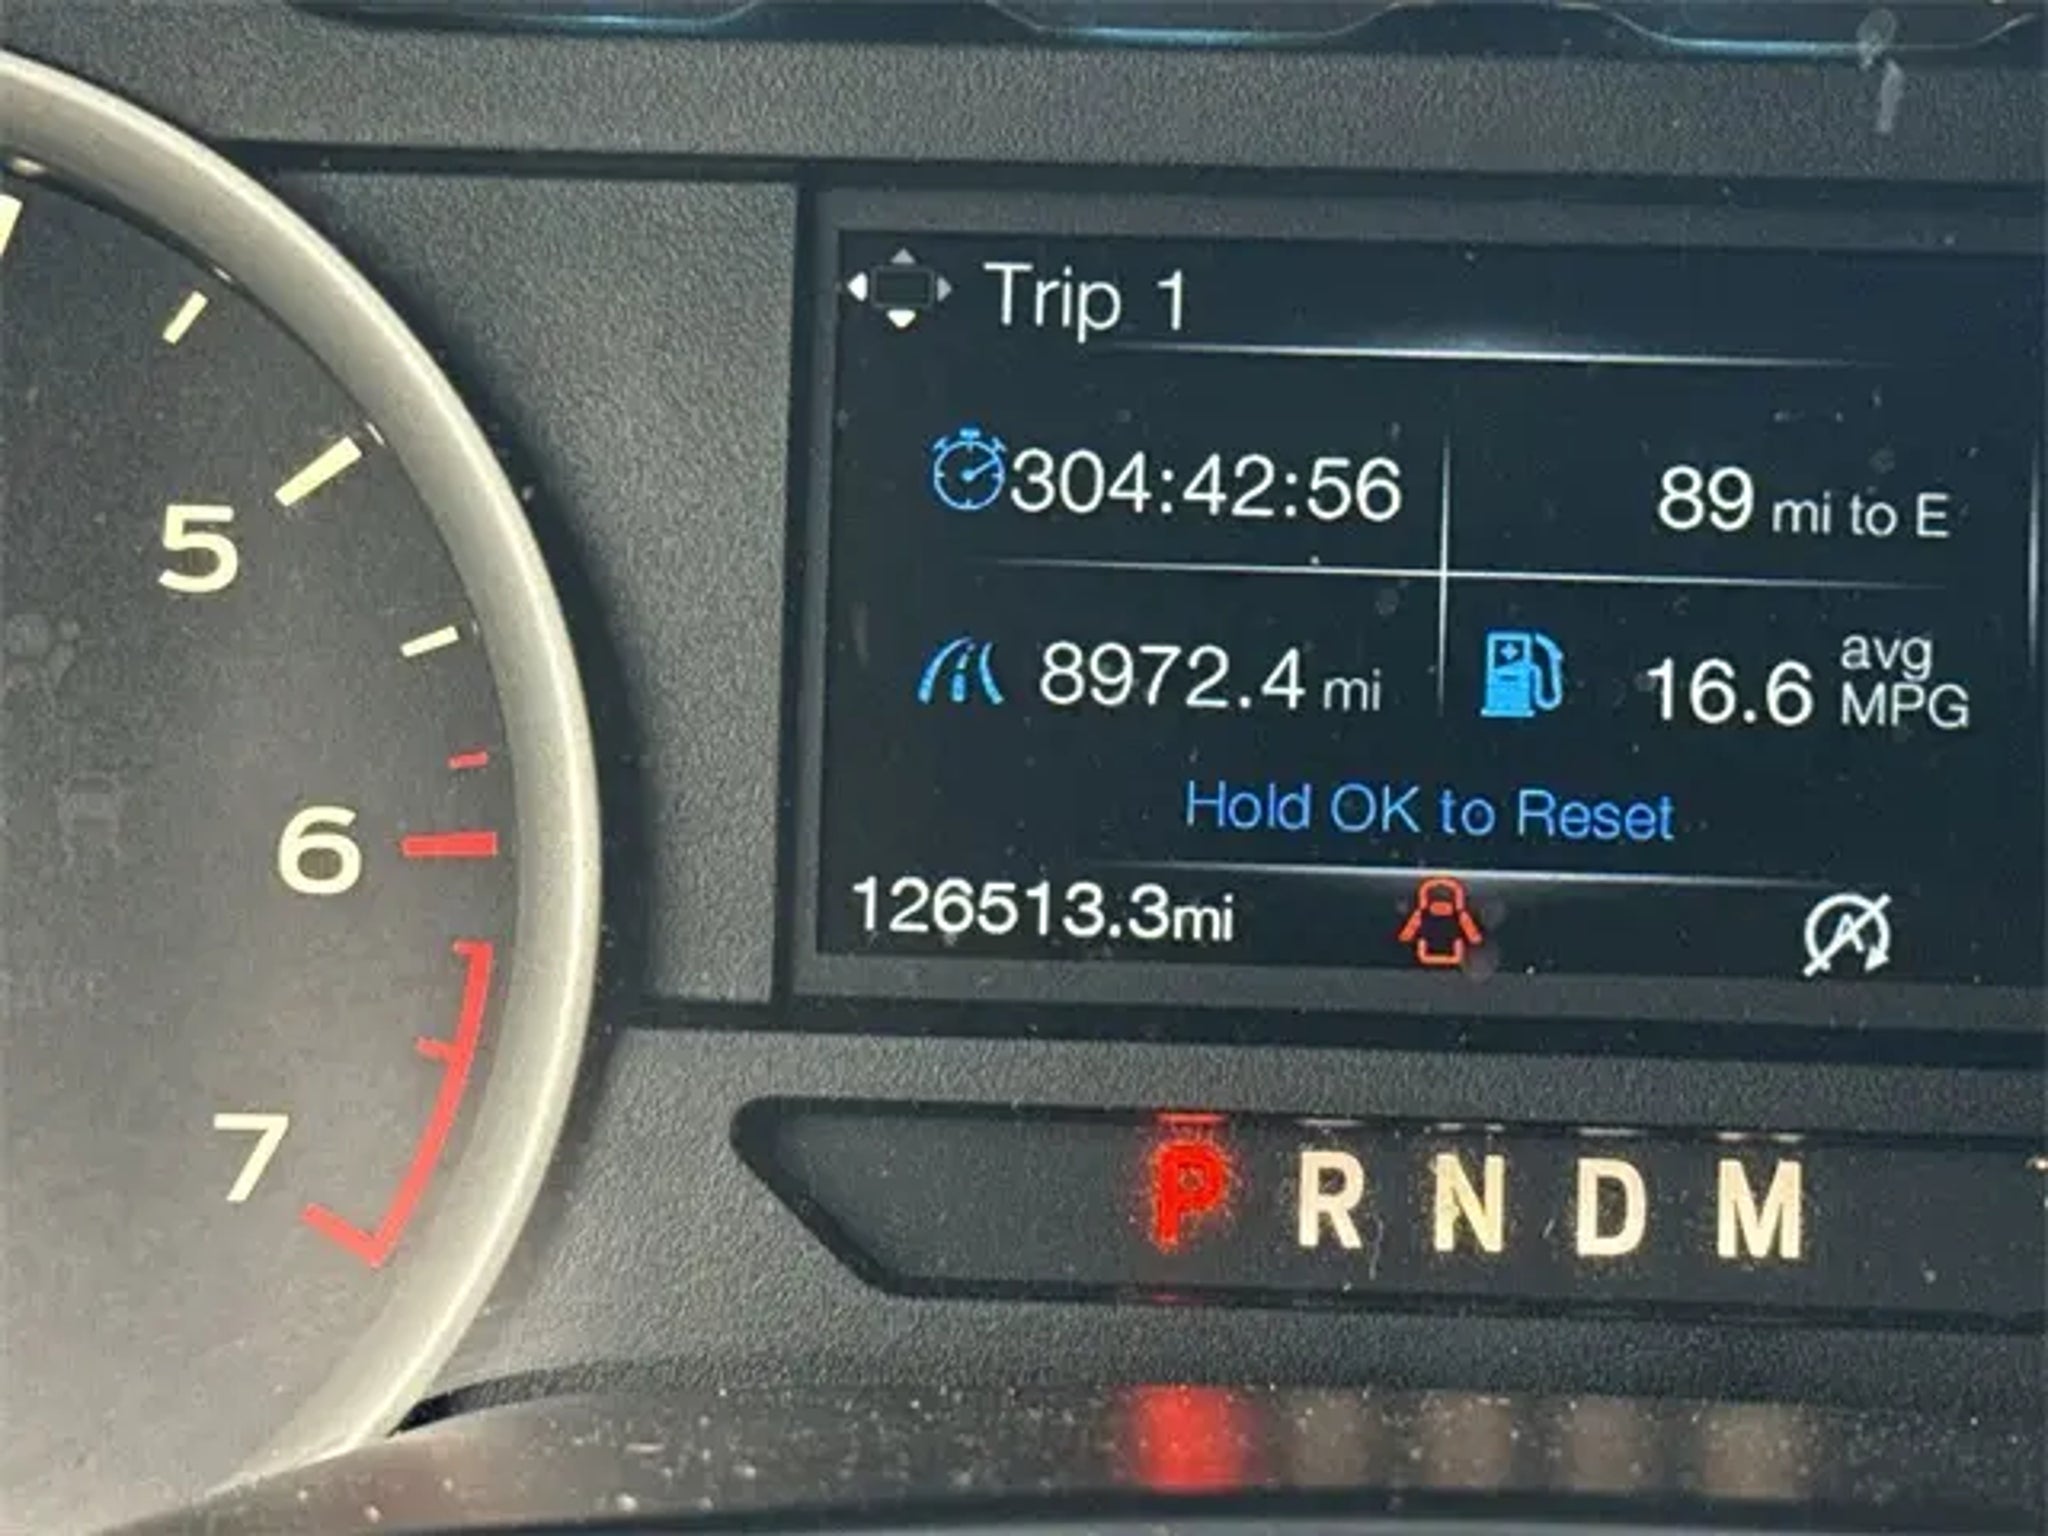 Trip 1
304:42:56
89 mi to E
8972.4 mi
16.6 avg MPG
Hold OK to Reset
126513.3mi
A
5
6
7
P R N D M